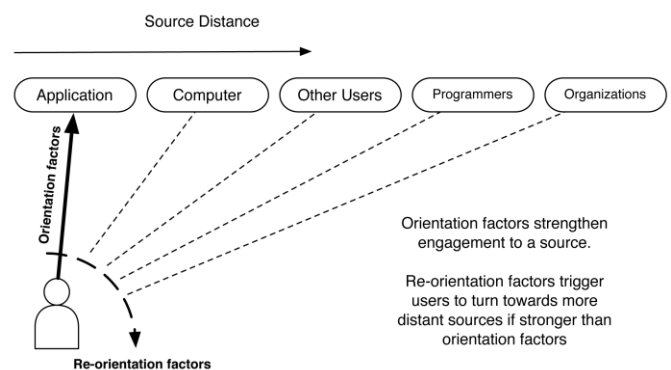 Source Distance
Application
Computer
Other Users
Programmers
Organizations
Orientation factors
Orientation factors strengthen
engagement to a source.
Re-orientation factors trigger
users to turn towards more
distant sources if stronger than
orientation factors
Re-orientation factors